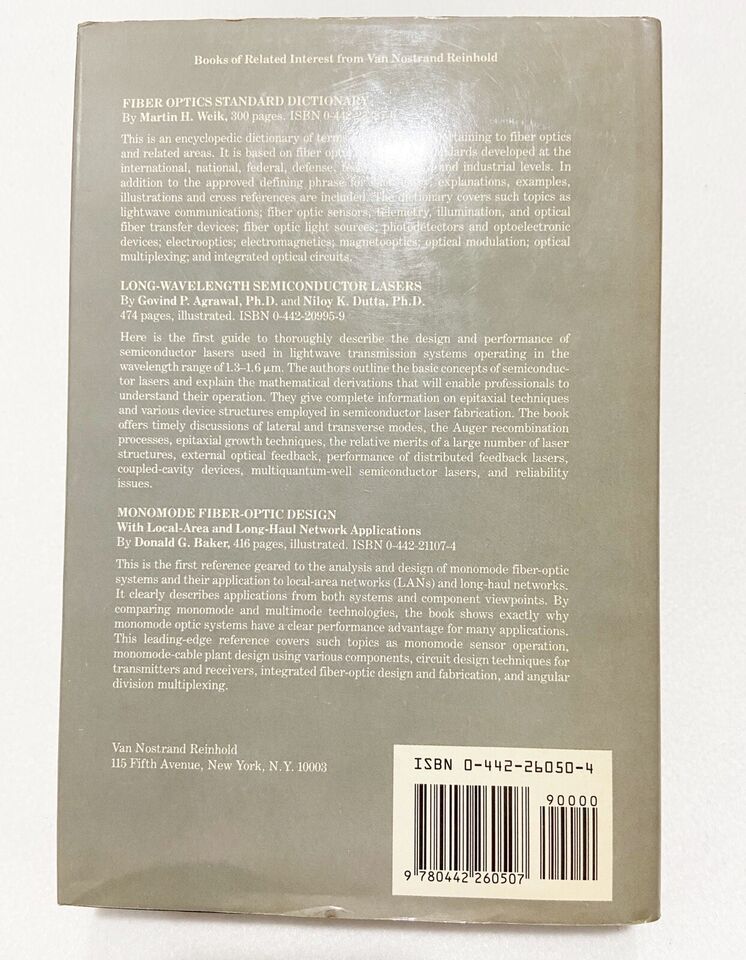 Books of Related Interest from Van Nostrand Reinhold
FIBER OPTICS STANDARD DICTIONARY
By Martin H. Weik, 300 pages. ISBN 0-442-
This is an encyclopedic dictionary of terms pertaining to fiber optics
and related areas. It is based on fiber standards developed at the
international, national, federal, defense, and industrial levels. In
addition to the approved defining phrase for explanations, examples,
illustrations and cross references are included. The dictionary covers such topics as
lightwave communications; fiber optic sensors, telemetry, illumination, and optical
fiber transfer devices; fiber optic light sources; photodetectors and optoelectronic
devices; electrooptics; electromagnetics; magnetooptics; optical modulation; optical
multiplexing; and integrated optical circuits.
LONG-WAVELENGTH SEMICONDUCTOR LASERS
By Govind P. Agrawal, Ph.D. and Niloy K. Dutta, Ph.D.
474 pages, illustrated. ISBN 0-442-20995-9
Here is the first guide to thoroughly describe the design and performance of
semiconductor lasers used in lightwave transmission systems operating in the
wavelength range of 1.3–1.6 μm. The authors outline the basic concepts of semiconduc-
tor lasers and explain the mathematical derivations that will enable professionals to
understand their operation. They give complete information on epitaxial techniques
and various device structures employed in semiconductor laser fabrication. The book
offers timely discussions of lateral and transverse modes, the Auger recombination
processes, epitaxial growth techniques, the relative merits of a large number of laser
structures, external optical feedback, performance of distributed feedback lasers,
coupled-cavity devices, multiquantum-well semiconductor lasers, and reliability
issues.
MONOMODE FIBER-OPTIC DESIGN
With Local-Area and Long-Haul Network Applications
By Donald G. Baker, 416 pages, illustrated. ISBN 0-442-21107-4
This is the first reference geared to the analysis and design of monomode fiber-optic
systems and their application to local-area networks (LANs) and long-haul networks.
It clearly describes applications from both systems and component viewpoints. By
comparing monomode and multimode technologies, the book shows exactly why
monomode optic systems have a clear performance advantage for many applications.
This leading-edge reference covers such topics as monomode sensor operation,
monomode-cable plant design using various components, circuit design techniques for
transmitters and receivers, integrated fiber-optic design and fabrication, and angular
division multiplexing.
Van Nostrand Reinhold
115 Fifth Avenue, New York, N.Y. 10003
ISBN 0-442-26050-4
90000
9 780442 260507